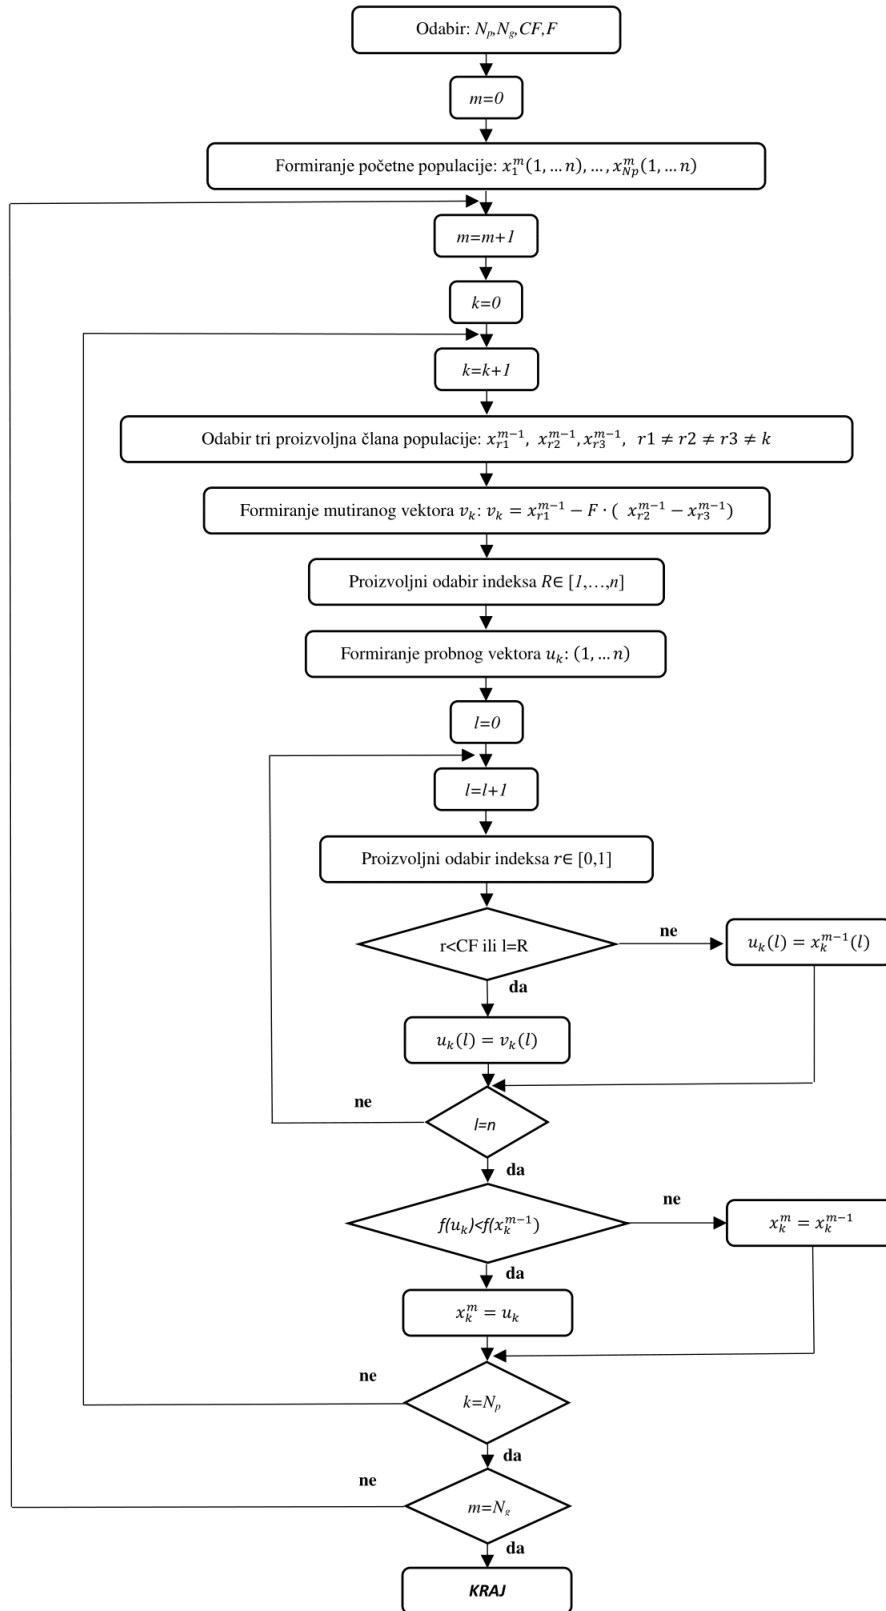 Odabir: N_p,N_g,CF,F
m=0
Formiranje početne populacije: x_1^m(1, … n), …, x_{Np}^m(1, … n)
m=m+1
k=0
k=k+1
Odabir tri proizvoljna člana populacije: x_{r1}^{m−1}, x_{r2}^{m−1}, x_{r3}^{m−1}, r1 ≠ r2 ≠ r3 ≠ k
Formiranje mutiranog vektora v_k: v_k = x_{r1}^{m−1} − F · ( x_{r2}^{m−1} − x_{r3}^{m−1})
Proizvoljni odabir indeksa R∈ [1,…,n]
Formiranje probnog vektora u_k: (1, … n)
l=0
l=l+1
Proizvoljni odabir indeksa r∈ [0,1]
r<CF ili l=R
ne
u_k(l) = x_k^{m−1}(l)
da
u_k(l) = v_k(l)
ne
l=n
da
f(u_k)<f(x_k^{m−1})
ne
x_k^m = x_k^{m−1}
da
x_k^m = u_k
ne
k=N_p
da
ne
m=N_g
da
KRAJ